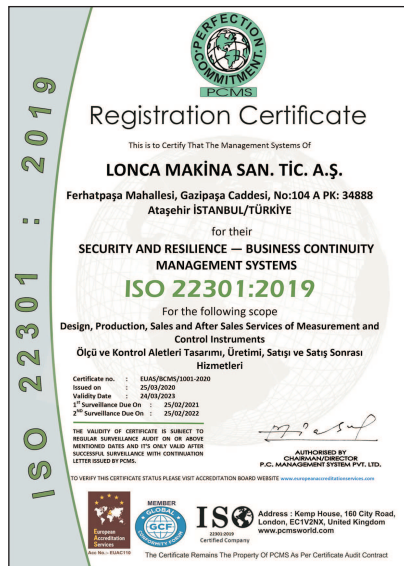 PERFECTION
COMMITMENT
PCMS
Registration Certificate
This is to Certify That The Management Systems Of
LONCA MAKİNA SAN. TİC. A.Ş.
Ferhatpaşa Mahallesi, Gazipaşa Caddesi, No:104 A PK: 34888
Ataşehir İSTANBUL/TÜRKİYE
for their
SECURITY AND RESILIENCE — BUSINESS CONTINUITY
MANAGEMENT SYSTEMS
ISO 22301:2019
For the following scope
Design, Production, Sales and After Sales Services of Measurement and
Control Instruments
Ölçü ve Kontrol Aletleri Tasarımı, Üretimi, Satışı ve Satış Sonrası
Hizmetleri
Certificate no. : EUAS/BCMS/1001-2020
Issued on : 25/03/2020
Validity Date : 24/03/2023
1ST Surveillance Due On : 25/02/2021
2ND Surveillance Due On : 25/02/2022
THE VALIDITY OF CERTIFICATE IS SUBJECT TO
REGULAR SURVEILLANCE AUDIT ON OR ABOVE
MENTIONED DATES AND IT'S ONLY VALID AFTER
SUCCESSFUL SURVEILLANCE WITH CONTINUATION
LETTER ISSUED BY PCMS.
AUTHORISED BY
CHAIRMAN/DIRECTOR
P.C. MANAGEMENT SYSTEM PVT. LTD.
TO VERIFY THIS CERTIFICATE STATUS PLEASE VISIT ACCREDITATION BOARD WEBSITE www.europeanaccreditationservices.com
European
Accreditation
Services
Acc No.:- EUAC110
MEMBER
GLOBAL
GCF
ISO
22301:2019
Certified Company
Address : Kemp House, 160 City Road,
London, EC1V2NX, United Kingdom
www.pcmsworld.com
The Certificate Remains The Property Of PCMS As Per Certificate Audit Contract
ISO 22301 : 2019